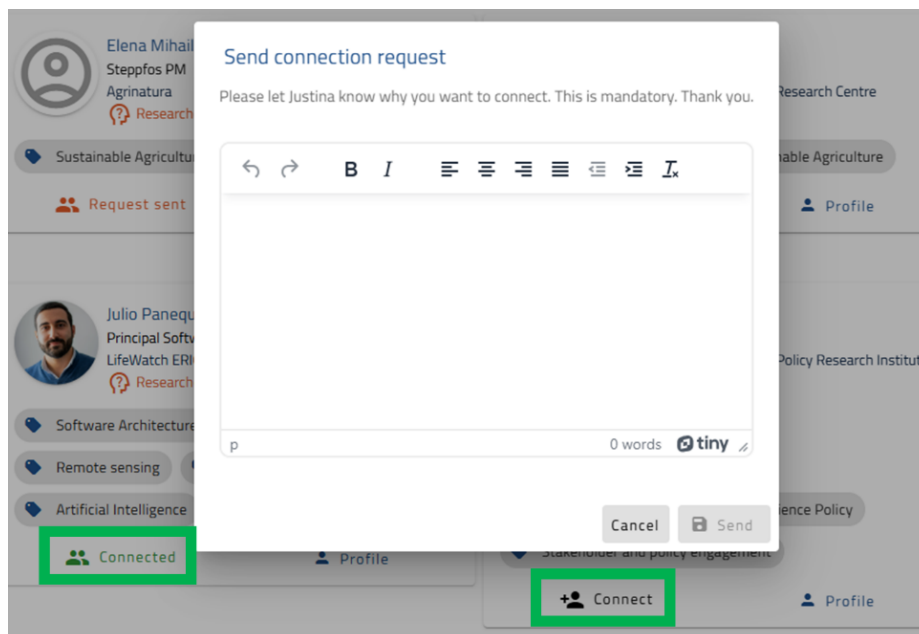 Elena Mihail
Steppfos PM
Agrinatura
Research
Sustainable Agricultu
Request sent
Send connection request
Please let Justina know why you want to connect. This is mandatory. Thank you.
B I
p
0 words tiny
Cancel Send
Research Centre
nable Agriculture
Profile
Julio Panequ
Principal Softw
LifeWatch ERI
Research
Software Architecture
Remote sensing
Artificial Intelligence
Connected Profile
Policy Research Institut
ience Policy
Stakeholder and policy engagement
Connect Profile